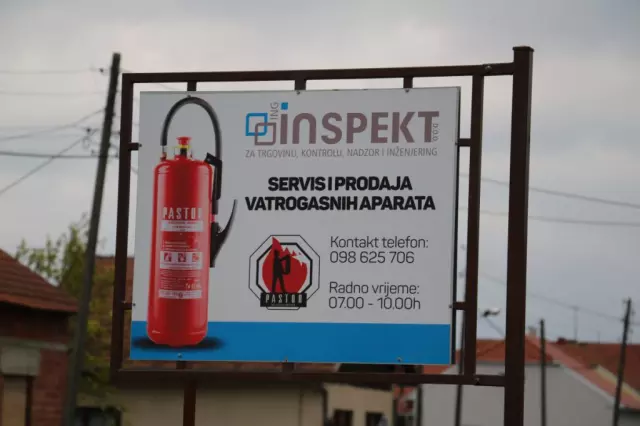 ING
inSPEKT d.o.o.
ZA TRGOVINU, KONTROLU, NADZOR I INŽENJERING
SERVIS I PRODAJA
VATROGASNIH APARATA
Kontakt telefon:
098 625 706
Radno vrijeme:
07.00 - 10.00h
PASTOR
PASTOR